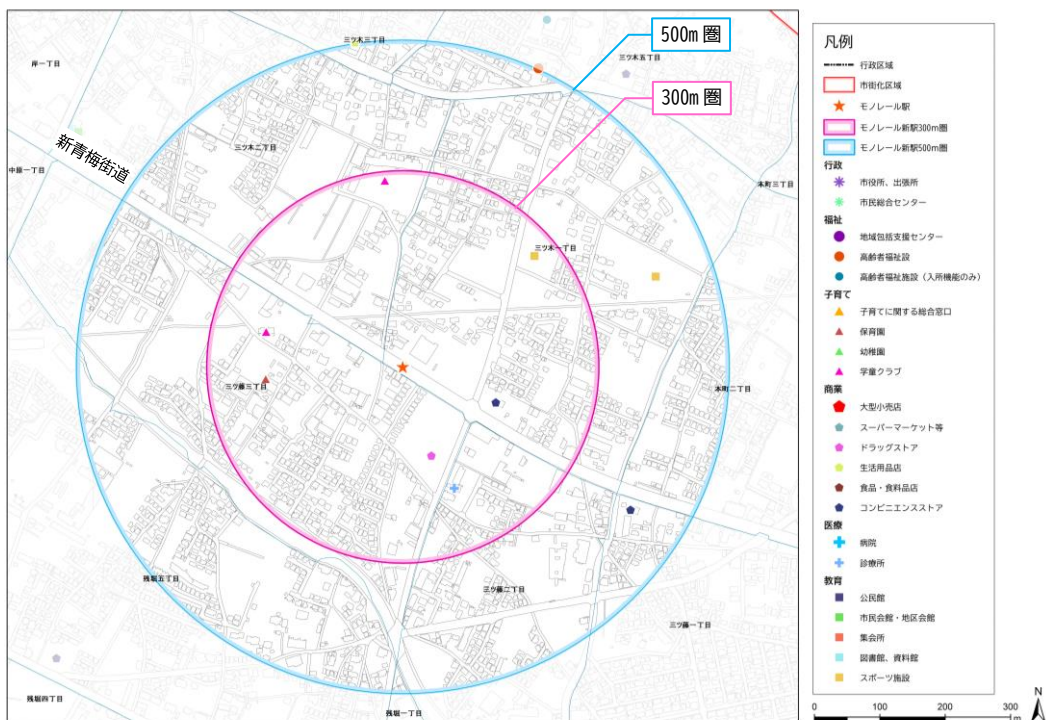 500m 圏
300m 圏
三ツ木三丁目
三ツ木五丁目
岸一丁目
新青梅街道
三ツ木二丁目
中原一丁目
本町三丁目
三ツ木一丁目
三ツ藤三丁目
本町二丁目
残堀五丁目
三ツ藤二丁目
三ツ藤一丁目
残堀四丁目
残堀一丁目
凡例
行政区域
市街化区域
モノレール駅
モノレール新駅300m圏
モノレール新駅500m圏
行政
市役所、出張所
市民総合センター
福祉
地域包括支援センター
高齢者福祉設
高齢者福祉施設（入所機能のみ）
子育て
子育てに関する総合窓口
保育園
幼稚園
学童クラブ
商業
大型小売店
スーパーマーケット等
ドラッグストア
生活用品店
食品・食料品店
コンビニエンスストア
医療
病院
診療所
教育
公民館
市民会館・地区会館
集会所
図書館、資料館
スポーツ施設
0 100 200 300
m
N